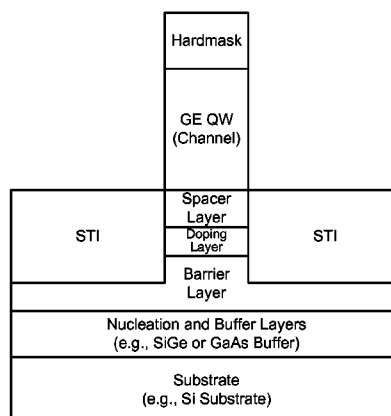 Hardmask
GE QW
(Channel)
Spacer
Layer
STI
Doping
Layer
STI
Barrier
Layer
Nucleation and Buffer Layers
(e.g., SiGe or GaAs Buffer)
Substrate
(e.g., Si Substrate)